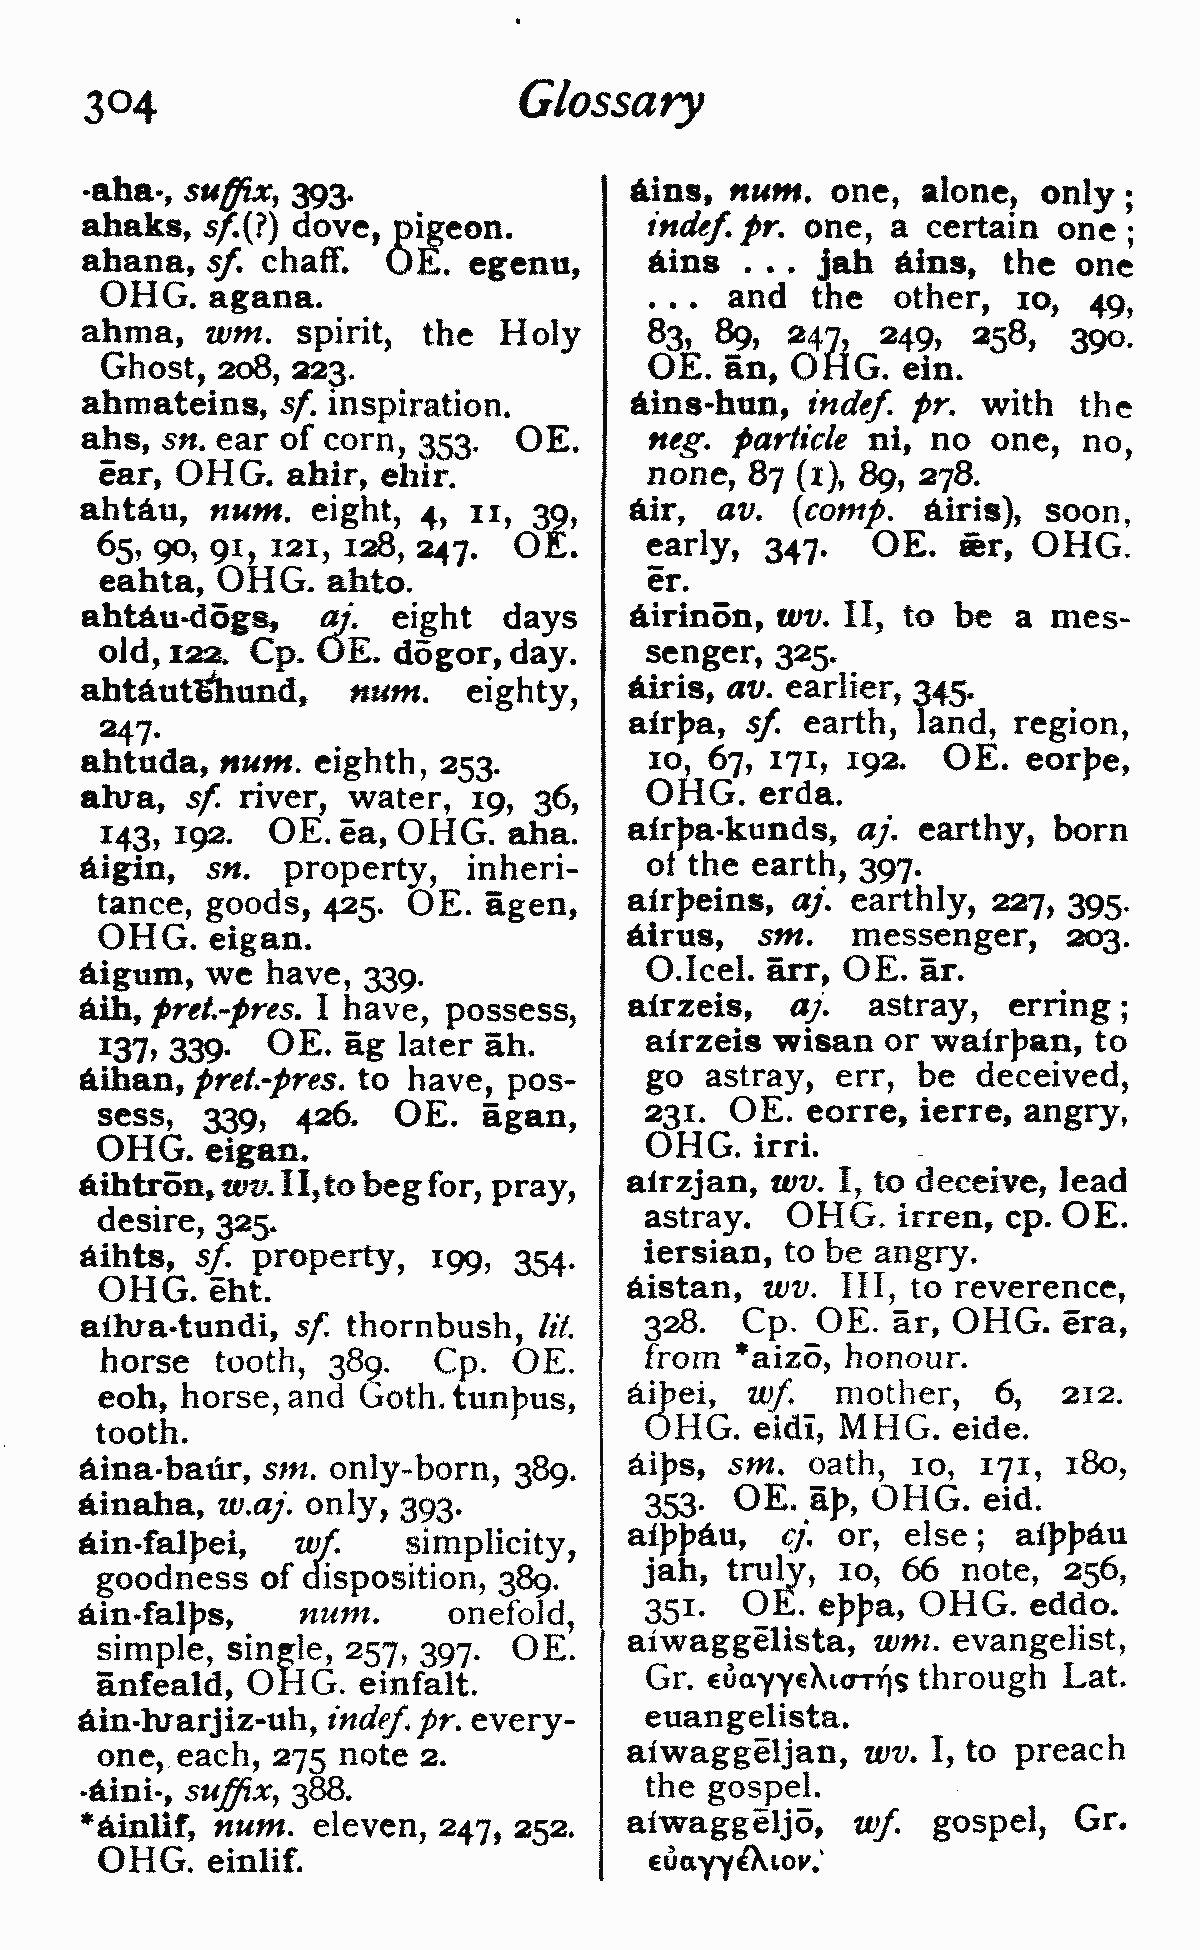 304 Glossary
-aha-, suffix, 393.
ahaks, sf.(?) dove, pigeon.
ahana, sf. chaff. OE. egenu,
OHG. agana.
ahma, wm. spirit, the Holy
Ghost, 208, 223.
ahmateins, sf. inspiration.
ahs, sn. ear of corn, 353. OE.
ēar, OHG. ahir, ehir.
ahtáu, num. eight, 4, 11, 39,
65, 90, 91, 121, 128, 247. OE.
eahta, OHG. ahto.
ahtáu-dōgs, aj. eight days
old, 122. Cp. OE. dōgor, day.
ahtáutēhund, num. eighty,
247.
ahtuda, num. eighth, 253.
aƕa, sf. river, water, 19, 36,
143, 192. OE. ēa, OHG. aha.
áigin, sn. property, inheri-
tance, goods, 425. OE. āgen,
OHG. eigan.
áigum, we have, 339.
áih, pret.-pres. I have, possess,
137, 339. OE. āg later āh.
áihan, pret.-pres. to have, pos-
sess, 339, 426. OE. āgan,
OHG. eigan.
áihtrōn, wv. II, to beg for, pray,
desire, 325.
áihts, sf. property, 199, 354.
OHG. ēht.
aíƕa-tundi, sf. thornbush, lit.
horse tooth, 389. Cp. OE.
eoh, horse, and Goth. tunþus,
tooth.
áina-baúr, sm. only-born, 389.
áinaha, w.aj. only, 393.
áin-falþei, wf. simplicity,
goodness of disposition, 389.
áin-falþs, num. onefold,
simple, single, 257, 397. OE.
ānfeald, OHG. einfalt.
áin-ƕarjiz-uh, indef. pr. every-
one, each, 275 note 2.
-áini-, suffix, 388.
*áinlif, num. eleven, 247, 252.
OHG. einlif.
áins, num. one, alone, only;
indef. pr. one, a certain one;
áins ... jah áins, the one
... and the other, 10, 49,
83, 89, 247, 249, 258, 390.
OE. ān, OHG. ein.
áins-hun, indef. pr. with the
neg. particle ni, no one, no,
none, 87 (1), 89, 278.
áir, av. (comp. áiris), soon,
early, 347. OE. ǣr, OHG.
ēr.
áirinōn, wv. II, to be a mes-
senger, 325.
áiris, av. earlier, 345.
aírþa, sf. earth, land, region,
10, 67, 171, 192. OE. eorþe,
OHG. erda.
aírþa-kunds, aj. earthy, born
of the earth, 397.
aírþeins, aj. earthly, 227, 395.
áirus, sm. messenger, 203.
O.Icel. ārr, OE. ār.
aírzeis, aj. astray, erring;
aírzeis wisan or waírþan, to
go astray, err, be deceived,
231. OE. eorre, ierre, angry,
OHG. irri.
aírzjan, wv. I, to deceive, lead
astray. OHG. irren, cp. OE.
iersian, to be angry.
áistan, wv. III, to reverence,
328. Cp. OE. ār, OHG. ēra,
from *aizō, honour.
áiþei, wf. mother, 6, 212.
OHG. eidī, MHG. eide.
áiþs, sm. oath, 10, 171, 180,
353. OE. āþ, OHG. eid.
aíþþáu, cj. or, else; aíþþáu
jah, truly, 10, 66 note, 256,
351. OE. eþþa, OHG. eddo.
aíwaggēlista, wm. evangelist,
Gr. εὐαγγελιστής through Lat.
euangelista.
aíwaggēljan, wv. I, to preach
the gospel.
aíwaggēljō, wf. gospel, Gr.
εὐαγγέλιον.